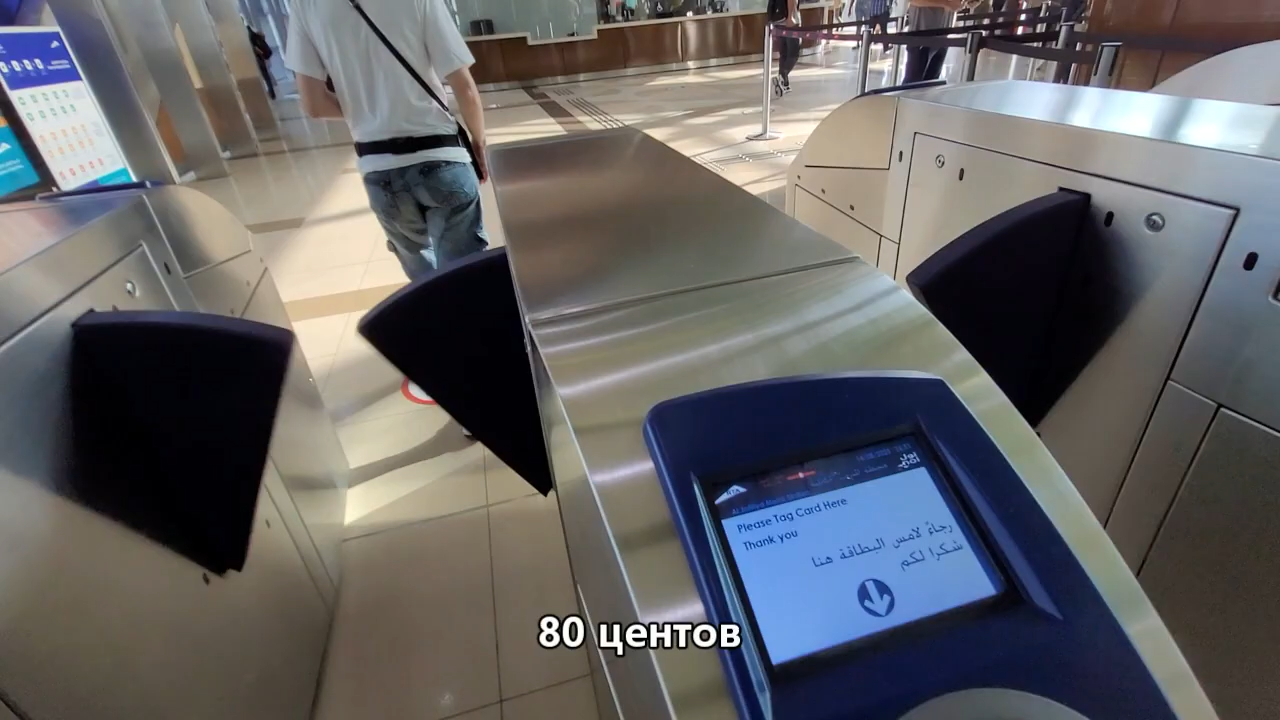 Please Tag Card Here
Thank you
رجاءً لامس البطاقة هنا
شكرا لكم
80 центов